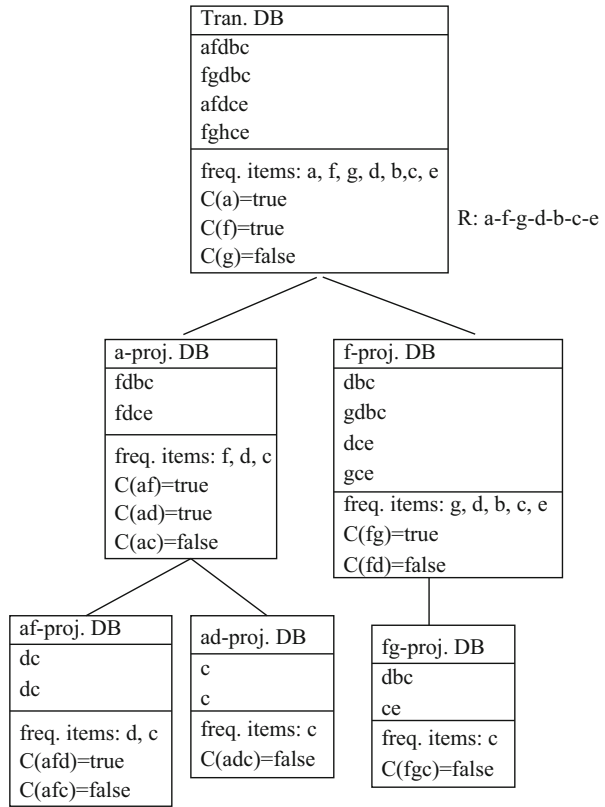 Tran. DB
afdbc
fgdbc
afdce
fghce
freq. items: a, f, g, d, b,c, e
C(a)=true
C(f)=true
C(g)=false
R: a-f-g-d-b-c-e
a-proj. DB
fdbc
fdce
freq. items: f, d, c
C(af)=true
C(ad)=true
C(ac)=false
f-proj. DB
dbc
gdbc
dce
gce
freq. items: g, d, b, c, e
C(fg)=true
C(fd)=false
af-proj. DB
dc
dc
freq. items: d, c
C(afd)=true
C(afc)=false
ad-proj. DB
c
c
freq. items: c
C(adc)=false
fg-proj. DB
dbc
ce
freq. items: c
C(fgc)=false